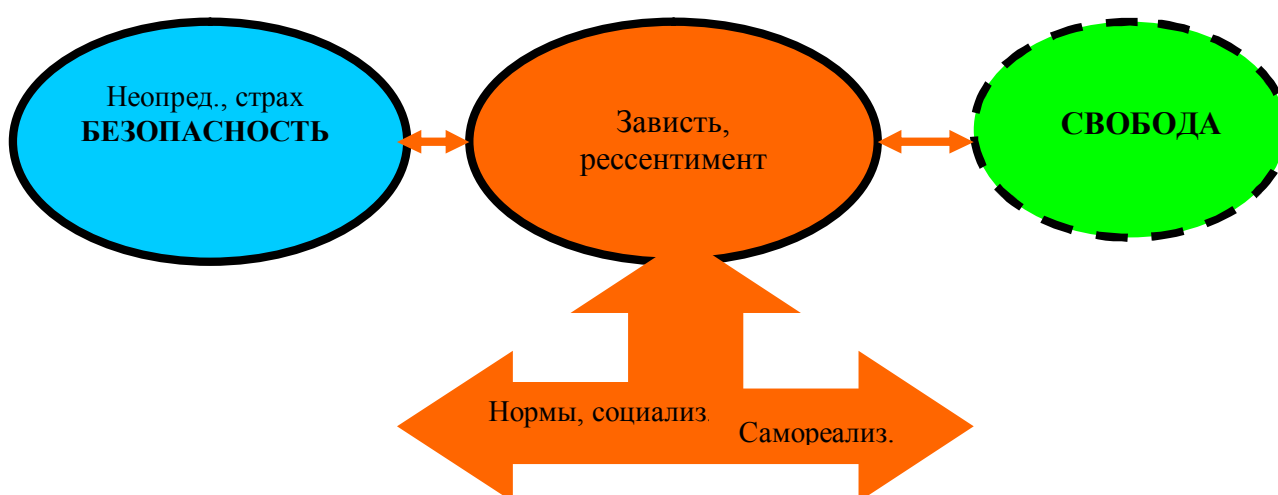 Неопред., страх
БЕЗОПАСНОСТЬ
Зависть,
рессентимент
СВОБОДА
Нормы, социализ.
Самореализ.